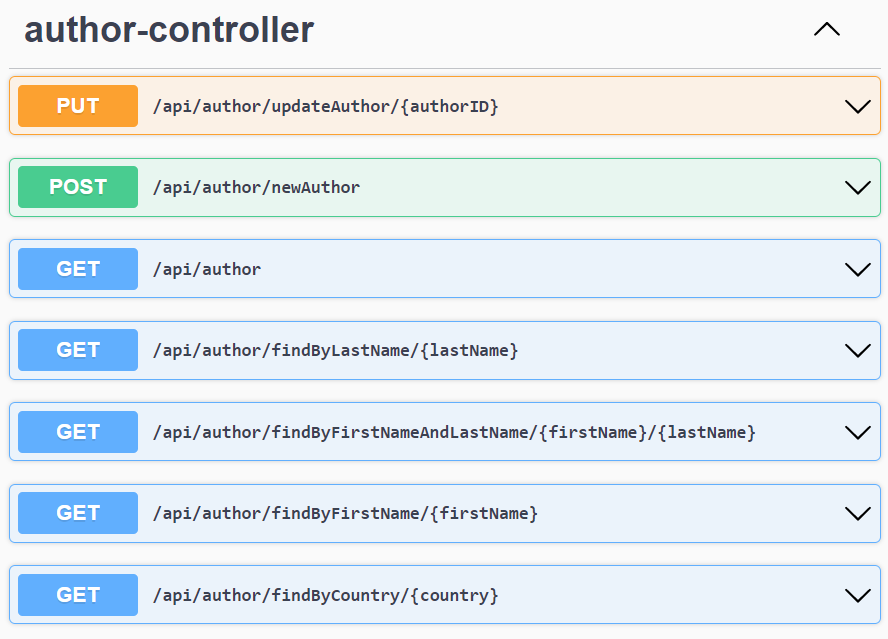 author-controller
PUT /api/author/updateAuthor/{authorID}
POST /api/author/newAuthor
GET /api/author
GET /api/author/findByLastName/{lastName}
GET /api/author/findByFirstNameAndLastName/{firstName}/{lastName}
GET /api/author/findByFirstName/{firstName}
GET /api/author/findByCountry/{country}